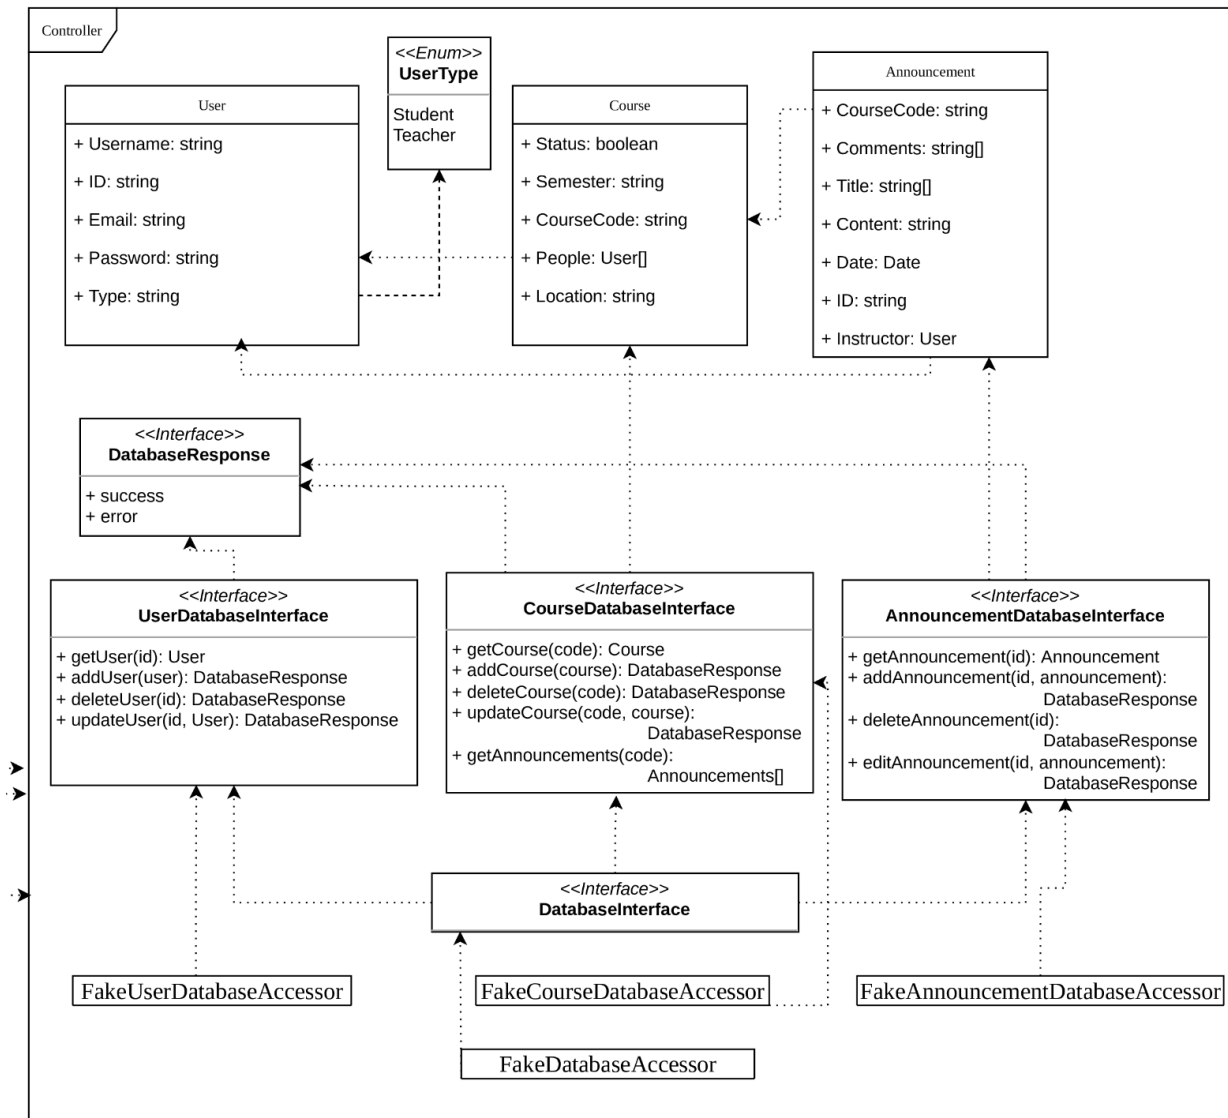 Controller
<<Enum>>
UserType
Student
Teacher
User
+ Username: string
+ ID: string
+ Email: string
+ Password: string
+ Type: string
Course
+ Status: boolean
+ Semester: string
+ CourseCode: string
+ People: User[]
+ Location: string
Announcement
+ CourseCode: string
+ Comments: string[]
+ Title: string[]
+ Content: string
+ Date: Date
+ ID: string
+ Instructor: User
<<Interface>>
DatabaseResponse
+ success
+ error
<<Interface>>
UserDatabaseInterface
+ getUser(id): User
+ addUser(user): DatabaseResponse
+ deleteUser(id): DatabaseResponse
+ updateUser(id, User): DatabaseResponse
<<Interface>>
CourseDatabaseInterface
+ getCourse(code): Course
+ addCourse(course): DatabaseResponse
+ deleteCourse(code): DatabaseResponse
+ updateCourse(code, course):
DatabaseResponse
+ getAnnouncements(code):
Announcements[]
<<Interface>>
AnnouncementDatabaseInterface
+ getAnnouncement(id): Announcement
+ addAnnouncement(id, announcement):
DatabaseResponse
+ deleteAnnouncement(id):
DatabaseResponse
+ editAnnouncement(id, announcement):
DatabaseResponse
<<Interface>>
DatabaseInterface
FakeUserDatabaseAccessor
FakeCourseDatabaseAccessor
FakeAnnouncementDatabaseAccessor
FakeDatabaseAccessor